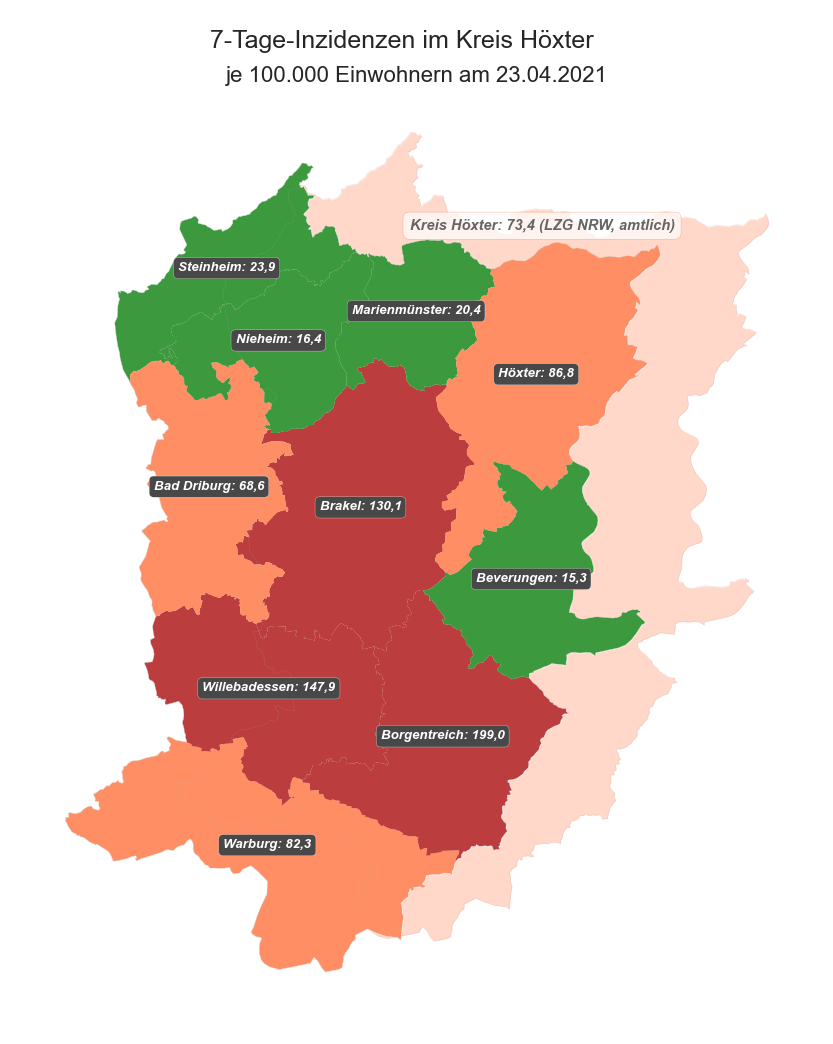 7-Tage-Inzidenzen im Kreis Höxter
je 100.000 Einwohnern am 23.04.2021
Kreis Höxter: 73,4 (LZG NRW, amtlich)
Steinheim: 23,9
Marienmünster: 20,4
Nieheim: 16,4
Höxter: 86,8
Bad Driburg: 68,6
Brakel: 130,1
Beverungen: 15,3
Willebadessen: 147,9
Borgentreich: 199,0
Warburg: 82,3